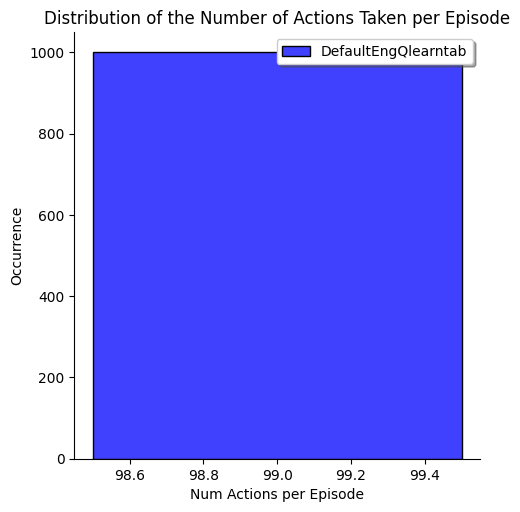 Distribution of the Number of Actions Taken per Episode
DefaultEngQlearntab
1000
800
600
400
200
0
Occurrence
98.6 98.8 99.0 99.2 99.4
Num Actions per Episode